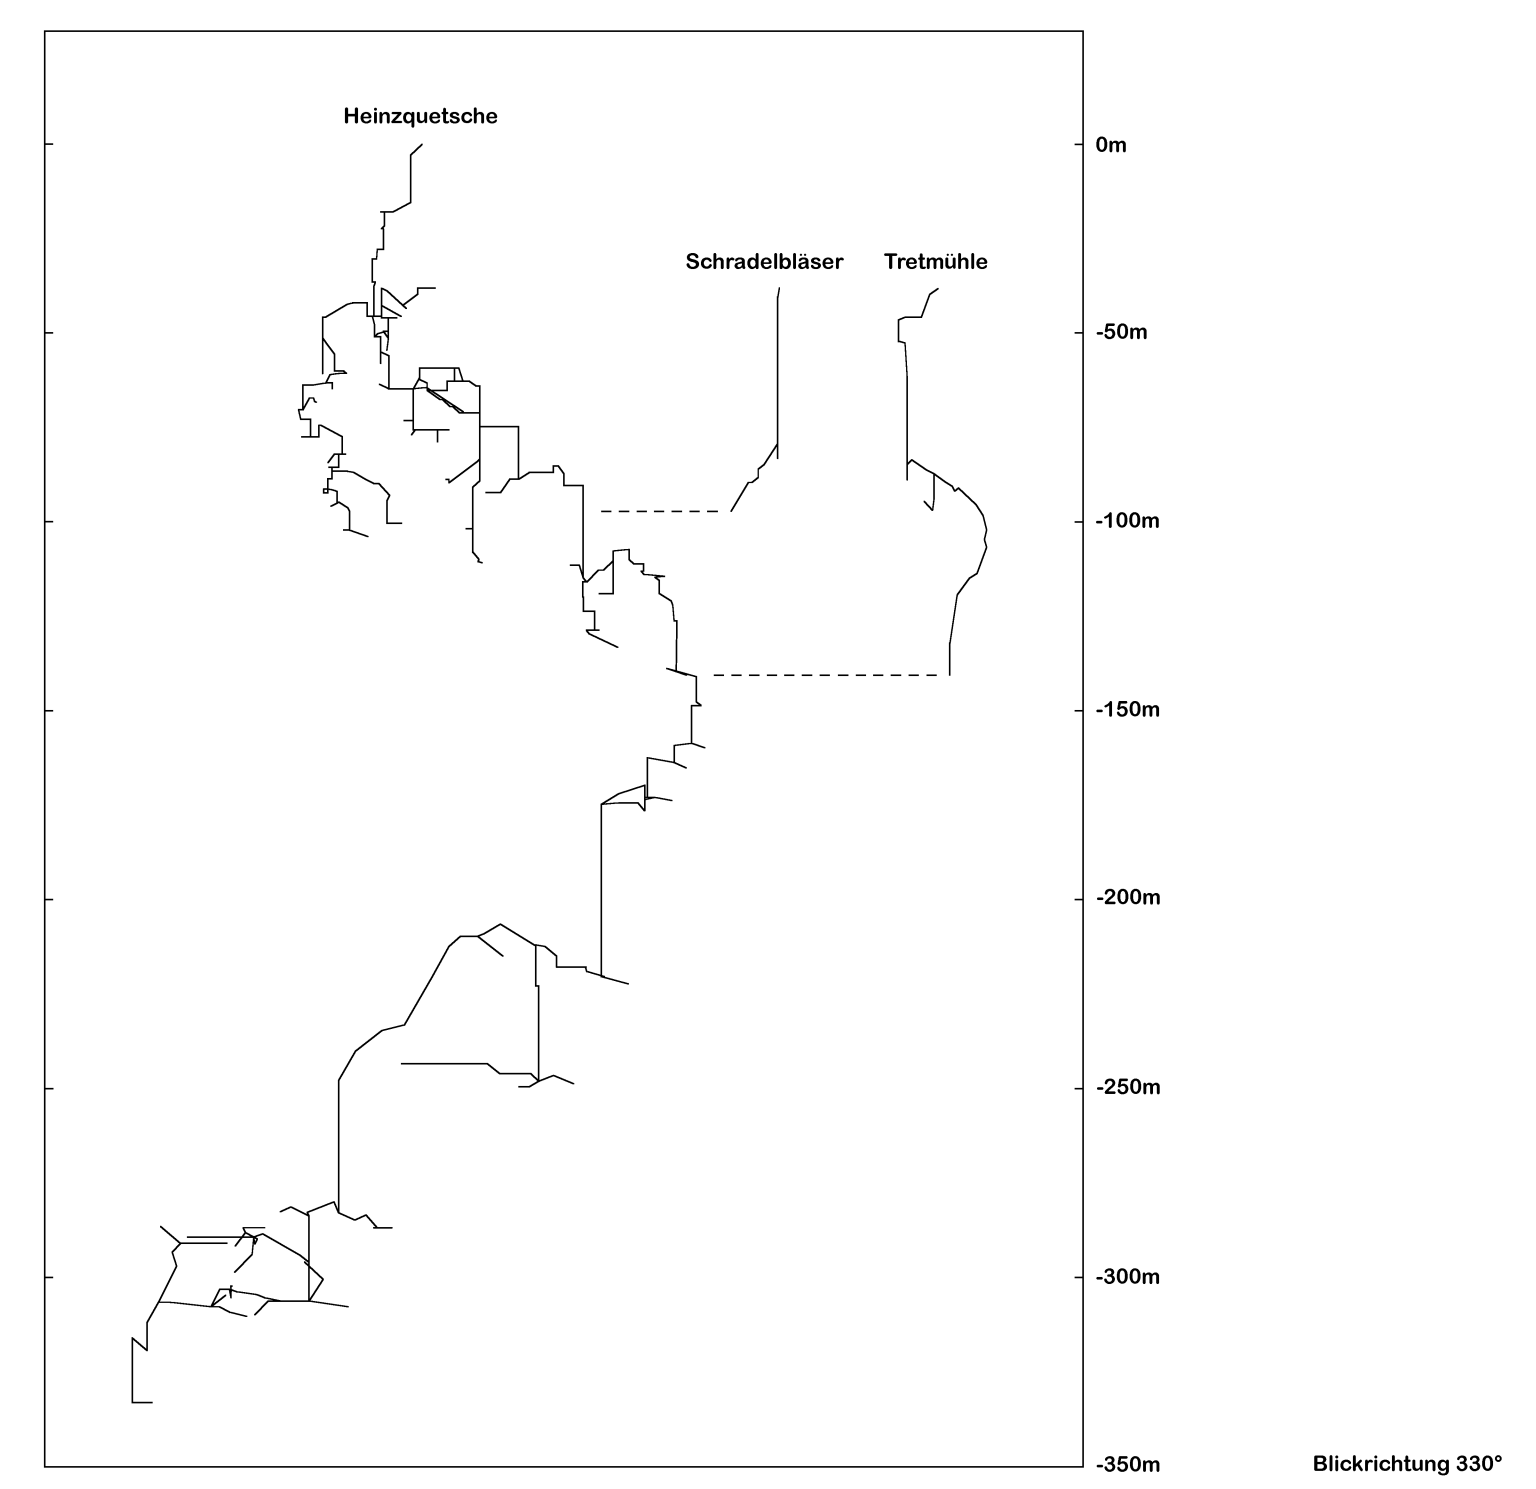 Heinzquetsche
0m
Schradelbläser
Tretmühle
-50m
-100m
-150m
-200m
-250m
-300m
-350m
Blickrichtung 330°